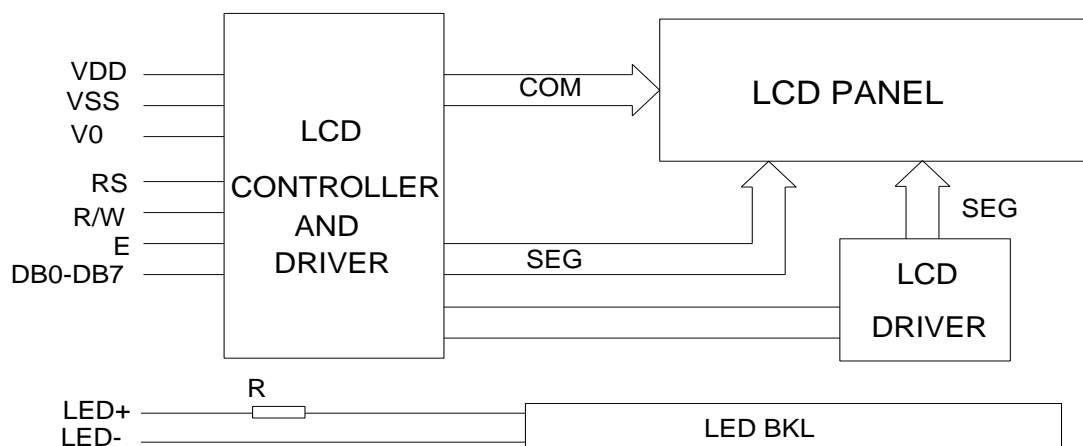 VDD
VSS
V0
RS
R/W
E
DB0-DB7
LCD
CONTROLLER
AND
DRIVER
COM
SEG
LCD PANEL
SEG
LCD
DRIVER
R
LED+
LED-
LED BKL